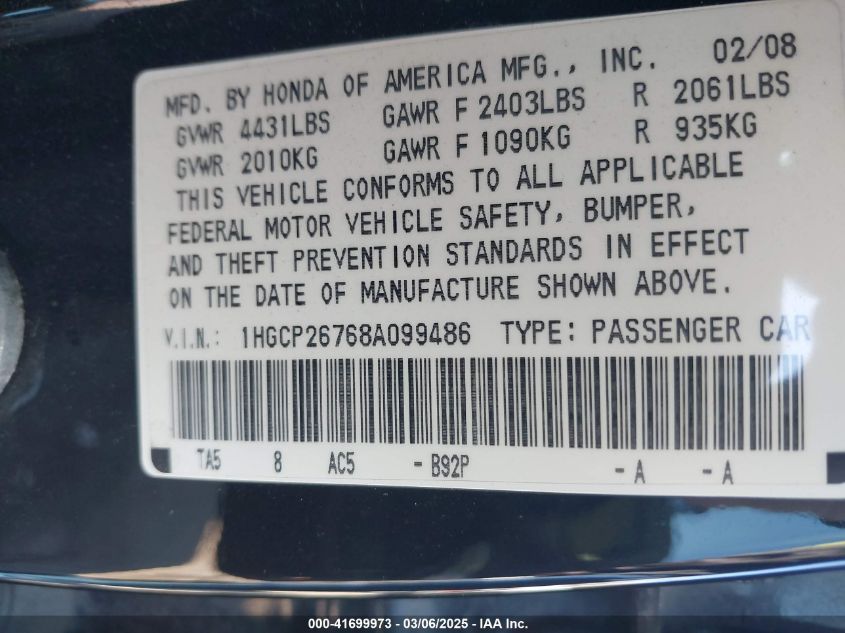 MFD. BY HONDA OF AMERICA MFG., INC. 02/08
GVWR 4431LBS GAWR F 2403LBS R 2061LBS
GVWR 2010KG GAWR F 1090KG R 935KG
THIS VEHICLE CONFORMS TO ALL APPLICABLE
FEDERAL MOTOR VEHICLE SAFETY, BUMPER,
AND THEFT PREVENTION STANDARDS IN EFFECT
ON THE DATE OF MANUFACTURE SHOWN ABOVE.
V.I.N.: 1HGCP26768A099486 TYPE: PASSENGER CAR
TA5 8 AC5 -B92P -A -A
000-41699973 - 03/06/2025 - IAA Inc.